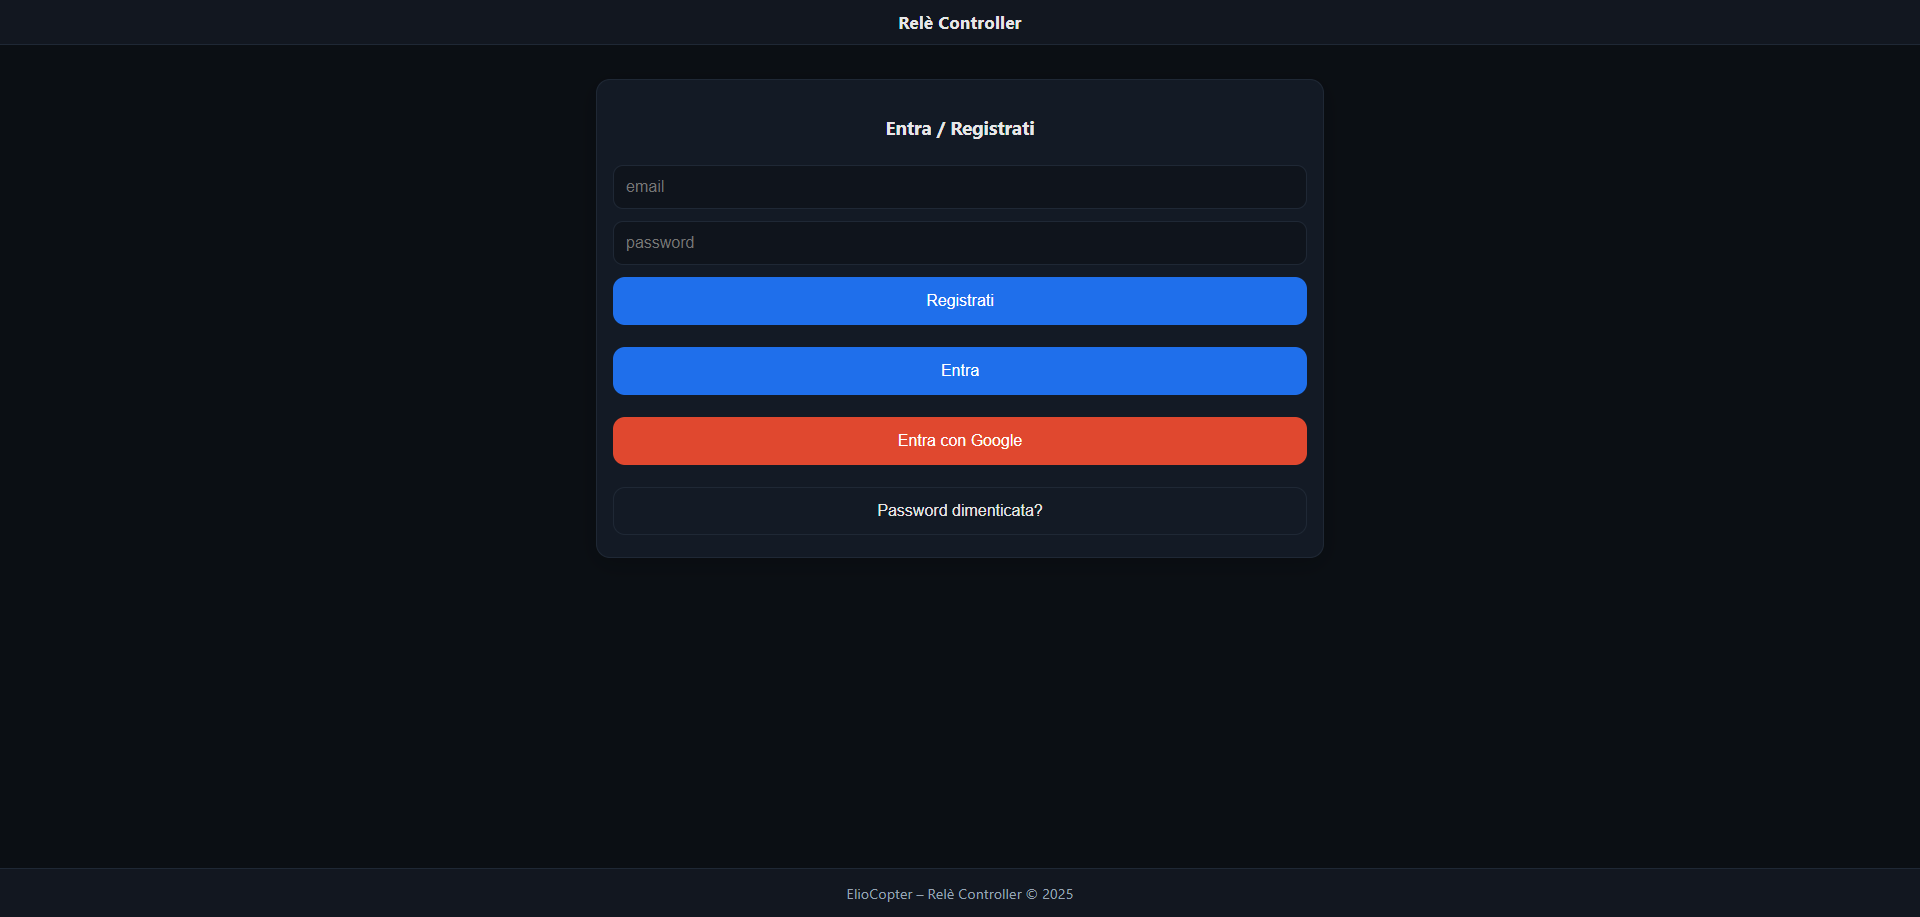 Relè Controller
Entra / Registrati
email
password
Registrati
Entra
Entra con Google
Password dimenticata?
ElioCopter – Relè Controller © 2025